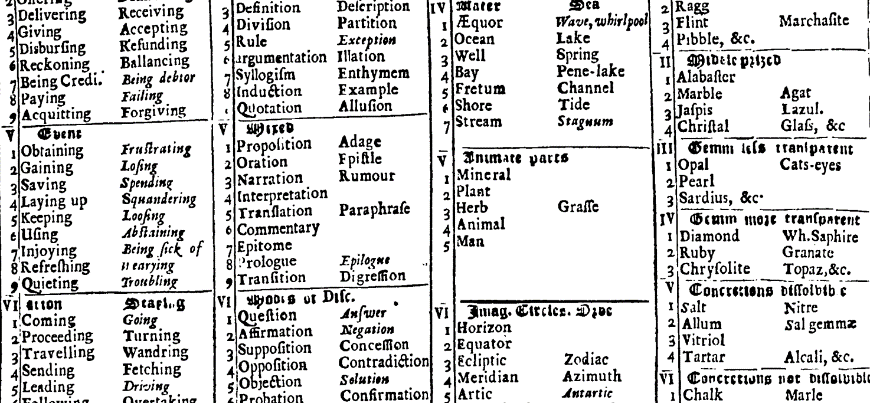 3 Delivering Receiving
4 Giving Accepting
5 Disburſing Refunding
6 Reckoning Ballancing
7 Being Credi. Being debtor
8 Paying Failing
9 Acquitting Forgiving
V Event
1 Obtaining Fruſtrating
2 Gaining Loſing
3 Saving Spending
4 Laying up Squandering
5 Keeping Looſing
6 Uſing Abſtaining
7 Injoying Being ſick of
8 Refreſhing Wearying
9 Quieting Troubling
VI
1 Coming Going
2 Proceeding Turning
3 Travelling Wandring
4 Sending Fetching
5 Leading Driving
6 Following Overtaking
3 Definition Deſcription
4 Diviſion Partition
5 Rule Exception
6 Argumentation Illation
7 Syllogiſm Enthymem
8 Induction Example
9 Quotation Alluſion
V Mixed
1 Propoſition Adage
2 Oration Epiſtle
3 Narration Rumour
4 Interpretation
5 Tranſlation Paraphraſe
6 Commentary
7 Epitome
8 Prologue Epilogue
9 Tranſition Digreſſion
VI Modes of Diſc.
1 Queſtion Anſwer
2 Affirmation Negation
3 Suppoſition Conceſſion
4 Oppoſition Contradiction
5 Objection Solution
6 Probation Confirmation
IV Water Sea
1 Æquor Wave, whirlpool
2 Ocean Lake
3 Well Spring
4 Bay Pene-lake
5 Fretum Channel
6 Shore Tide
7 Stream Stagnum
V Animate parts
1 Mineral
2 Plant
3 Herb Graſſe
4 Animal
5 Man
VI Imag. Circles.
1 Horizon
2 Equator
3 Ecliptic Zodiac
4 Meridian Azimuth
5 Artic Antartic
2 Ragg
3 Flint Marchaſite
4 Pibble, &c.
II Midele prized
1 Alabaſter
2 Marble Agat
3 Jaſpis Lazul.
4 Chriſtal Glaſs, &c
III Gemm leſs tranſparent
1 Opal Cats-eyes
2 Pearl
3 Sardius, &c.
IV Gemm more tranſparent
1 Diamond Wh.Saphire
2 Ruby Granate
3 Chryſolite Topaz,&c.
V Concretions diſſolvib e
1 Salt Nitre
2 Allum Sal gemmæ
3 Vitriol
4 Tartar Alcali, &c.
VI Concretions not diſſolvible
1 Chalk Marle